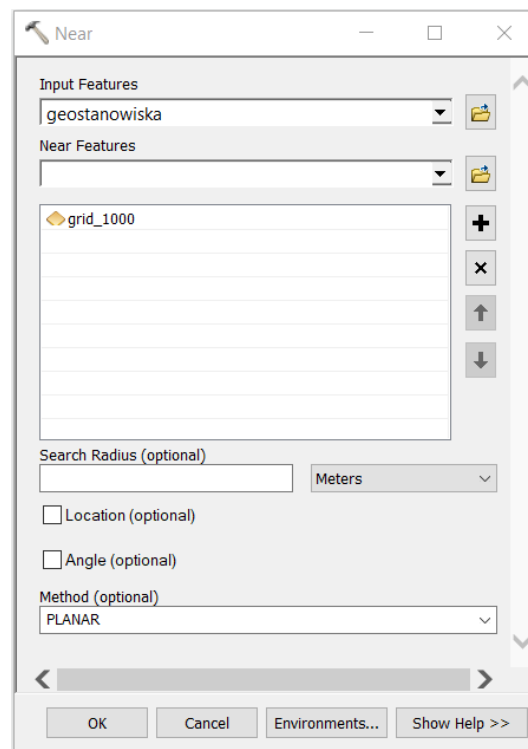 Near
Input Features
geostanowiska
Near Features
grid_1000
Search Radius (optional)
Meters
Location (optional)
Angle (optional)
Method (optional)
PLANAR
OK Cancel Environments... Show Help >>